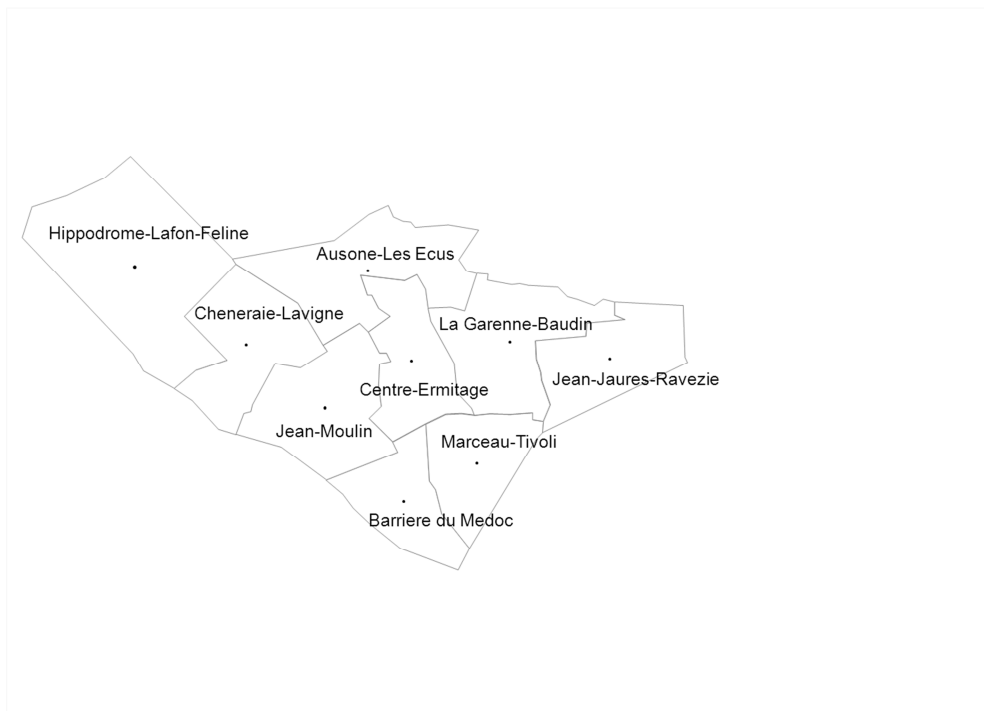 Hippodrome-Lafon-Feline
Ausone-Les Ecus
Cheneraie-Lavigne
La Garenne-Baudin
Jean-Jaures-Ravezie
Centre-Ermitage
Jean-Moulin
Marceau-Tivoli
Barriere du Medoc